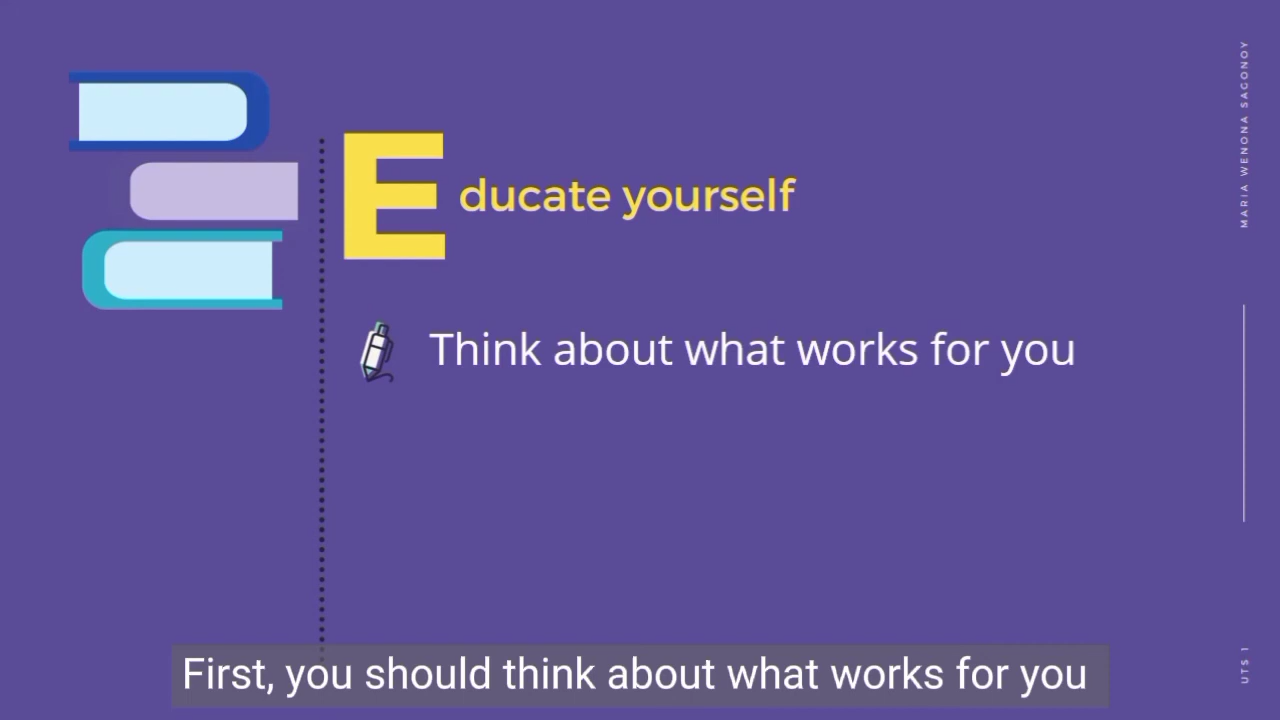 Educate yourself
Think about what works for you
First, you should think about what works for you
MARIA WENONA SAGONOY
UTS 1